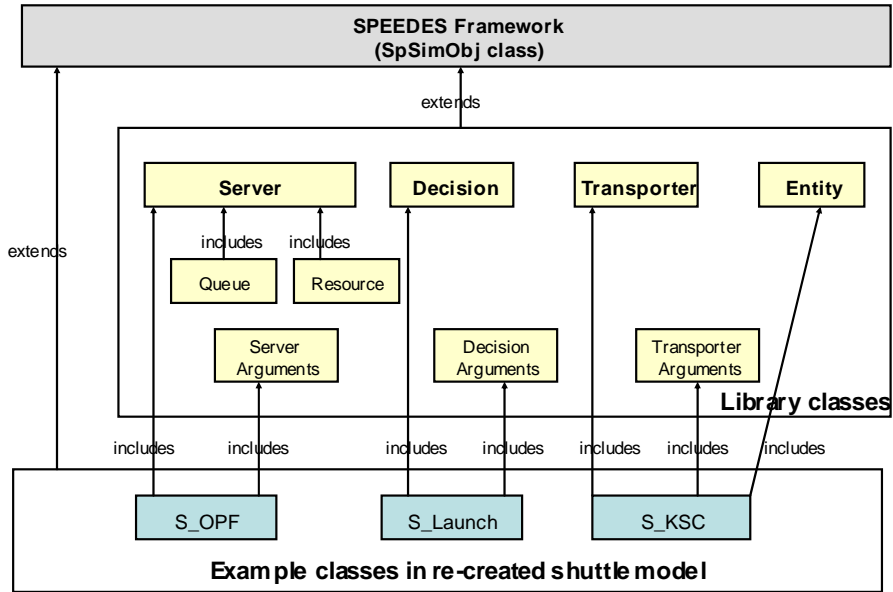 SPEEDES Framework
(SpSimObj class)
extends
Server
Decision
Transporter
Entity
includes
includes
extends
Queue
Resource
Server
Arguments
Decision
Arguments
Transporter
Arguments
Library classes
includes
includes
includes
includes
includes
includes
includes
S_OPF
S_Launch
S_KSC
Example classes in re-created shuttle model